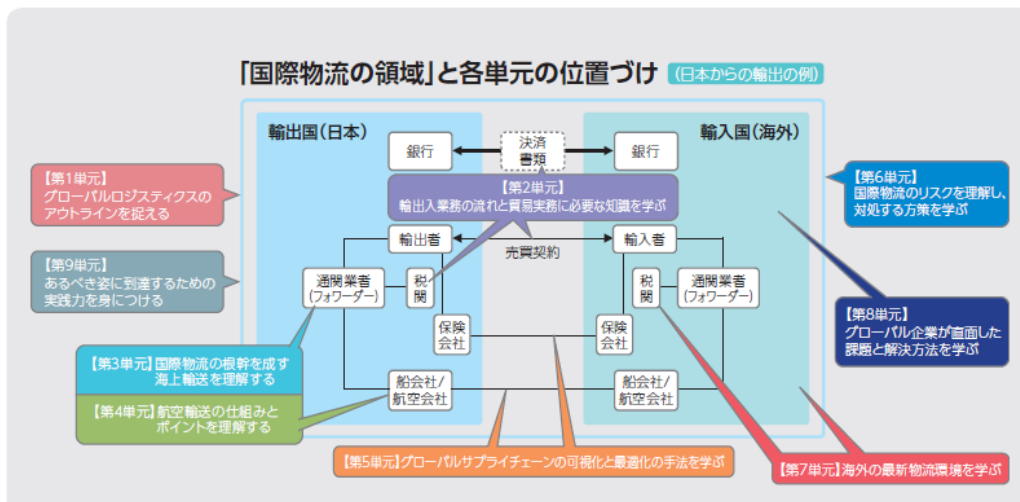 「国際物流の領域」と各単元の位置づけ (日本からの輸出の例)
輸出国(日本)
輸入国(海外)
銀行
決済
書類
銀行
【第1単元】
グローバルロジスティクスの
アウトラインを捉える
【第2単元】
輸出入業務の流れと貿易実務に必要な知識を学ぶ
【第6単元】
国際物流のリスクを理解し、
対処する方策を学ぶ
輸出者
売買契約
輸入者
【第9単元】
あるべき姿に到達するための
実践力を身につける
通関業者
(フォワーダー)
税
関
税
関
通関業者
(フォワーダー)
【第8単元】
グローバル企業が直面した
課題と解決方法を学ぶ
保険
会社
保険
会社
【第3単元】国際物流の根幹を成す
海上輸送を理解する
【第4単元】航空輸送の仕組みと
ポイントを理解する
船会社/
航空会社
船会社/
航空会社
【第5単元】グローバルサプライチェーンの可視化と最適化の手法を学ぶ
【第7単元】海外の最新物流環境を学ぶ